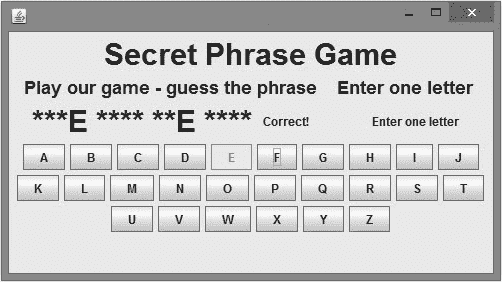 Secret Phrase Game
Play our game - guess the phrase Enter one letter
***E **** **E **** Correct! Enter one letter
A B C D E F G H I J
K L M N O P Q R S T
U V W X Y Z